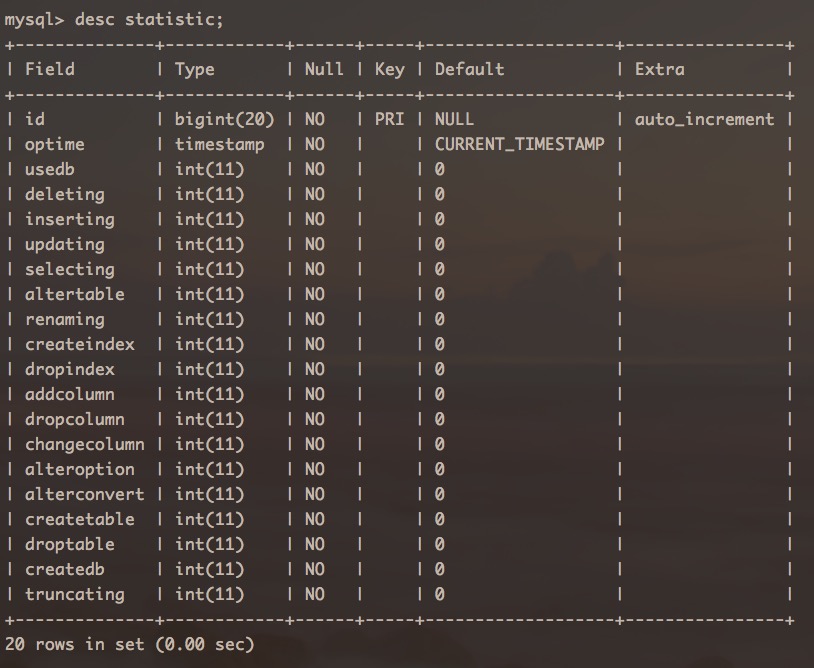 mysql> desc statistic;
+--------------+------------+------+-----+-------------------+----------------+
| Field        | Type       | Null | Key | Default           | Extra          |
+--------------+------------+------+-----+-------------------+----------------+
| id           | bigint(20) | NO   | PRI | NULL              | auto_increment |
| optime       | timestamp  | NO   |     | CURRENT_TIMESTAMP |                |
| usedb        | int(11)    | NO   |     | 0                 |                |
| deleting     | int(11)    | NO   |     | 0                 |                |
| inserting    | int(11)    | NO   |     | 0                 |                |
| updating     | int(11)    | NO   |     | 0                 |                |
| selecting    | int(11)    | NO   |     | 0                 |                |
| altertable   | int(11)    | NO   |     | 0                 |                |
| renaming     | int(11)    | NO   |     | 0                 |                |
| createindex  | int(11)    | NO   |     | 0                 |                |
| dropindex    | int(11)    | NO   |     | 0                 |                |
| addcolumn    | int(11)    | NO   |     | 0                 |                |
| dropcolumn   | int(11)    | NO   |     | 0                 |                |
| changecolumn | int(11)    | NO   |     | 0                 |                |
| alteroption  | int(11)    | NO   |     | 0                 |                |
| alterconvert | int(11)    | NO   |     | 0                 |                |
| createtable  | int(11)    | NO   |     | 0                 |                |
| droptable    | int(11)    | NO   |     | 0                 |                |
| createdb     | int(11)    | NO   |     | 0                 |                |
| truncating   | int(11)    | NO   |     | 0                 |                |
+--------------+------------+------+-----+-------------------+----------------+
20 rows in set (0.00 sec)